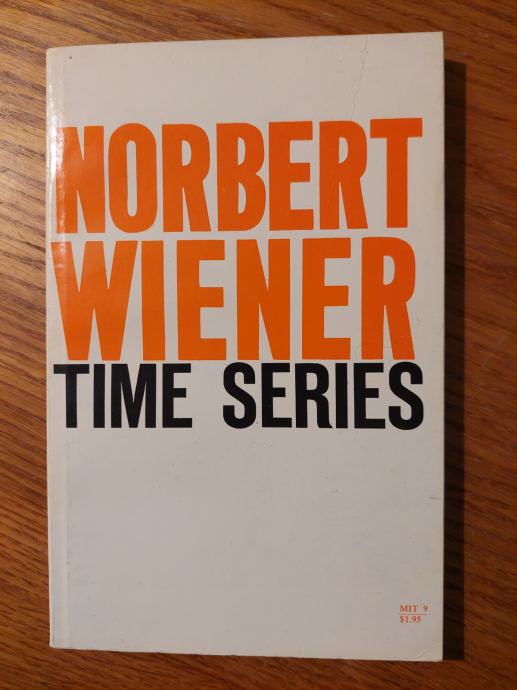 NORBERT
WIENER
TIME SERIES
MIT 9
$1.95